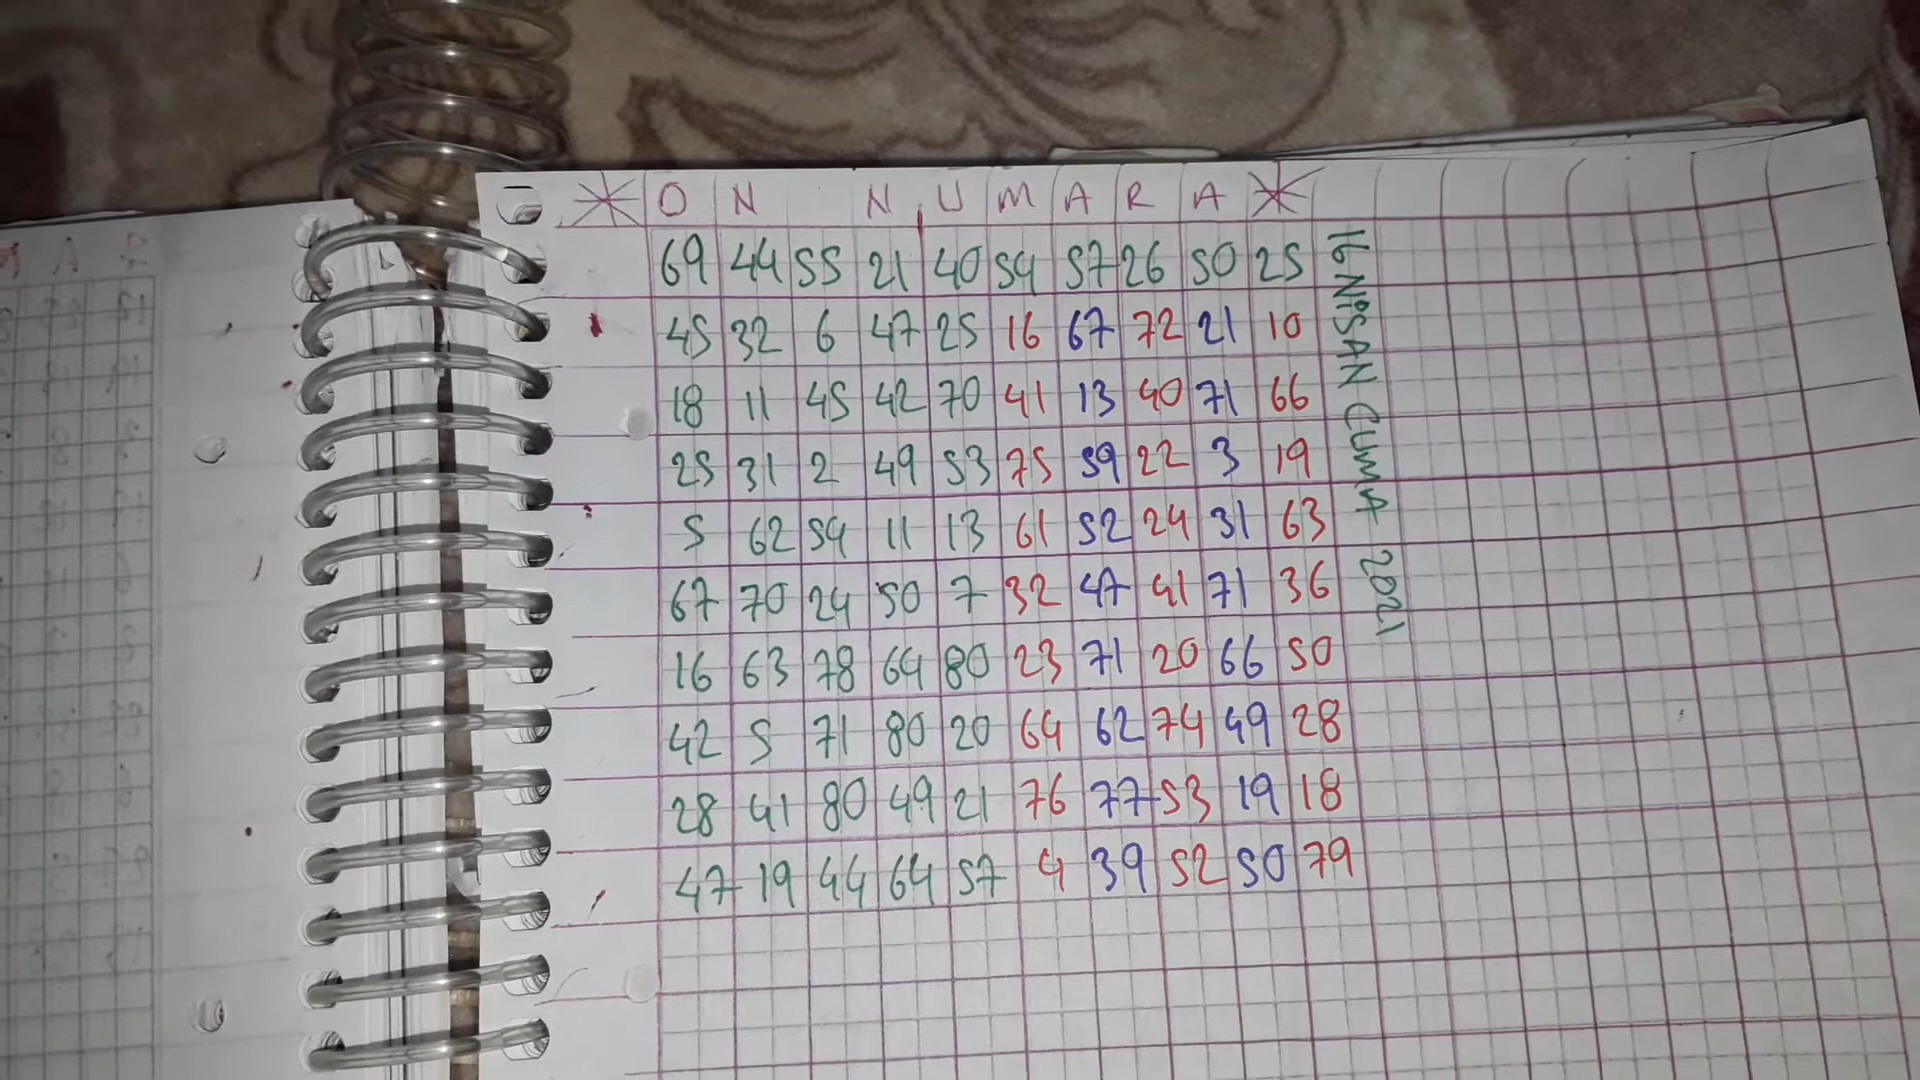 * O N N U M A R A *
69 44 55 21 40 54 57 26 50 25
45 32 6 47 25 16 67 72 21 10
18 11 45 42 70 41 13 40 71 66
25 31 2 49 53 75 59 22 3 19
5 62 54 11 13 61 52 24 31 63
67 70 24 50 7 32 47 41 71 36
16 63 78 64 80 23 71 20 66 50
42 5 71 80 20 64 62 74 49 28
28 41 80 49 21 76 77 53 19 18
47 19 44 64 57 4 39 52 50 79
16 NİSAN CUMA 2021